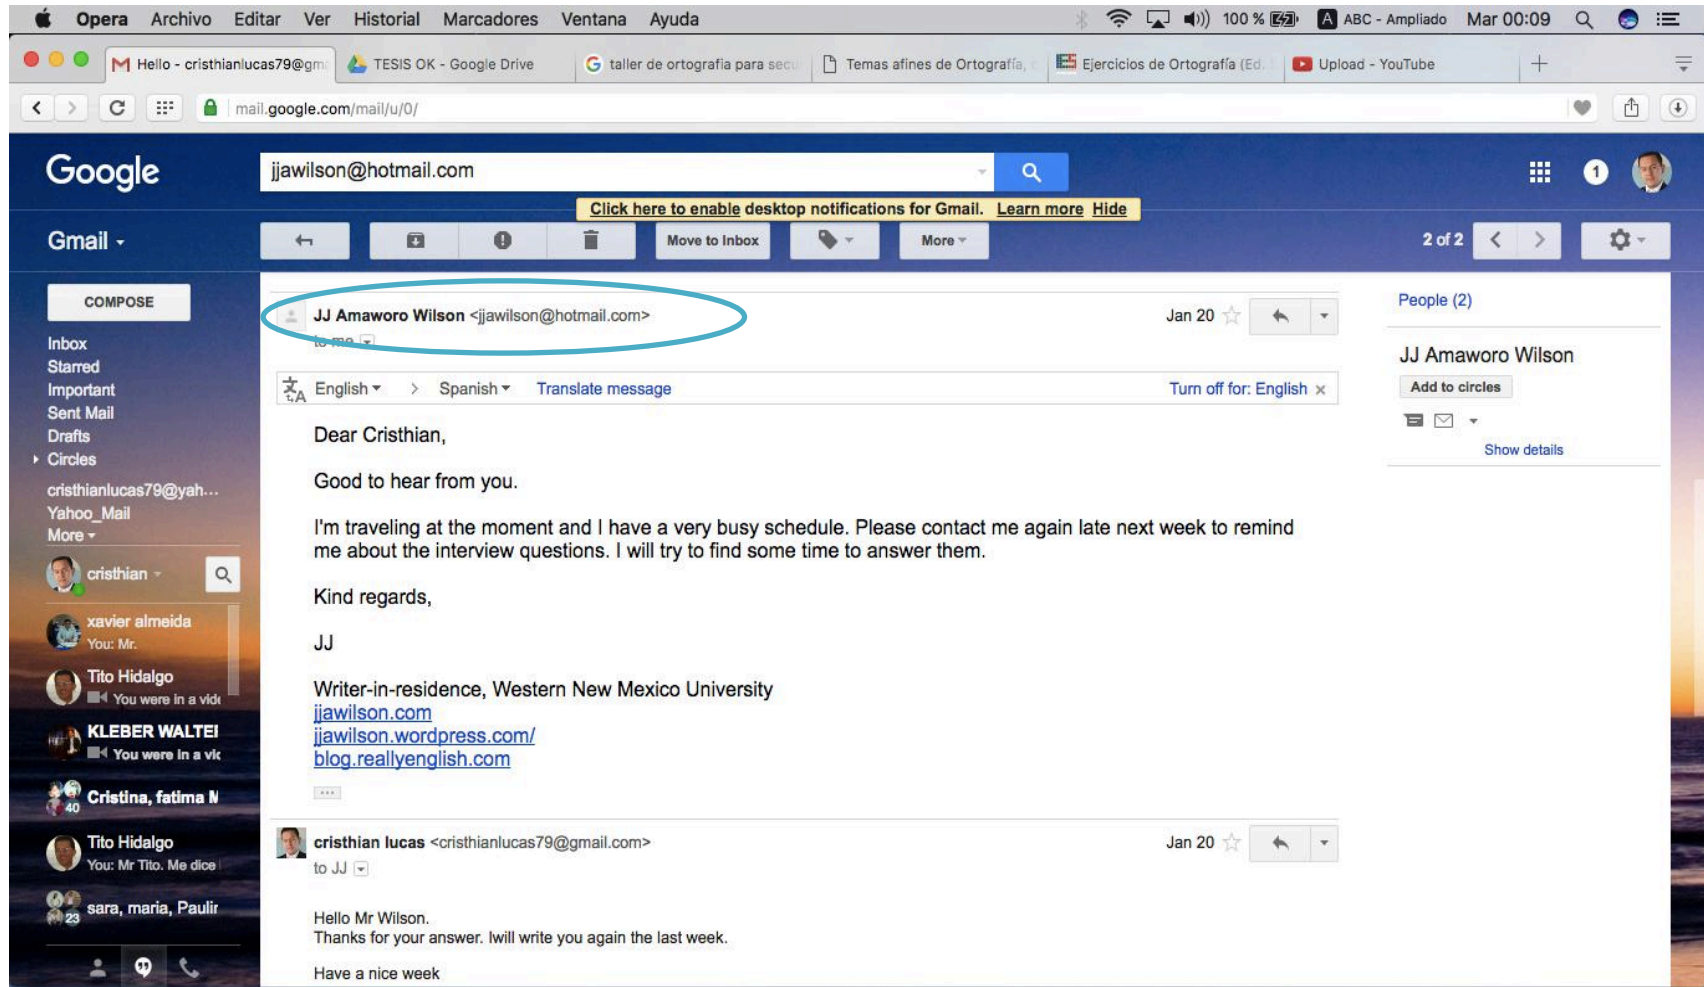 Opera Archivo Editar Ver Historial Marcadores Ventana Ayuda 100 % A ABC - Ampliado Mar 00:09
Hello - cristhianlucas79@gm TESIS OK - Google Drive taller de ortografia para secu Temas afines de Ortografía, Ejercicios de Ortografía (Ed. Upload - YouTube
mail.google.com/mail/u/0/
Google jjawilson@hotmail.com 1
Click here to enable desktop notifications for Gmail. Learn more Hide
Gmail Move to Inbox More 2 of 2
COMPOSE
Inbox
Starred
Important
Sent Mail
Drafts
Circles
cristhianlucas79@yah...
Yahoo_Mail
More
cristhian
xavier almeida
You: Mr.
Tito Hidalgo
You were in a vide
KLEBER WALTE
You were in a vic
Cristina, fatima M
40
Tito Hidalgo
You: Mr Tito. Me dice
sara, maria, Paulin
23
JJ Amaworo Wilson <jjawilson@hotmail.com> Jan 20
to me
English > Spanish Translate message Turn off for: English ×
Dear Cristhian,
Good to hear from you.
I'm traveling at the moment and I have a very busy schedule. Please contact me again late next week to remind
me about the interview questions. I will try to find some time to answer them.
Kind regards,
JJ
Writer-in-residence, Western New Mexico University
jjawilson.com
jjawilson.wordpress.com/
blog.reallyenglish.com
cristhian lucas <cristhianlucas79@gmail.com> Jan 20
to JJ
Hello Mr Wilson.
Thanks for your answer. Iwill write you again the last week.
Have a nice week
People (2)
JJ Amaworo Wilson
Add to circles
Show details